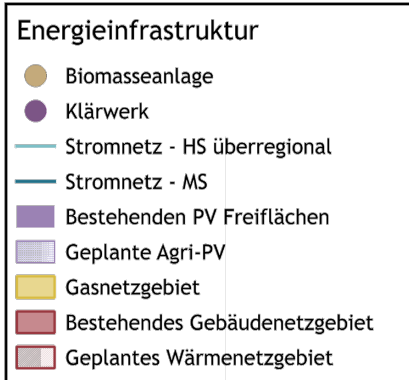 Energieinfrastruktur
Biomasseanlage
Klärwerk
Stromnetz - HS überregional
Stromnetz - MS
Bestehenden PV Freiflächen
Geplante Agri-PV
Gasnetzgebiet
Bestehendes Gebäudenetzgebiet
Geplantes Wärmenetzgebiet